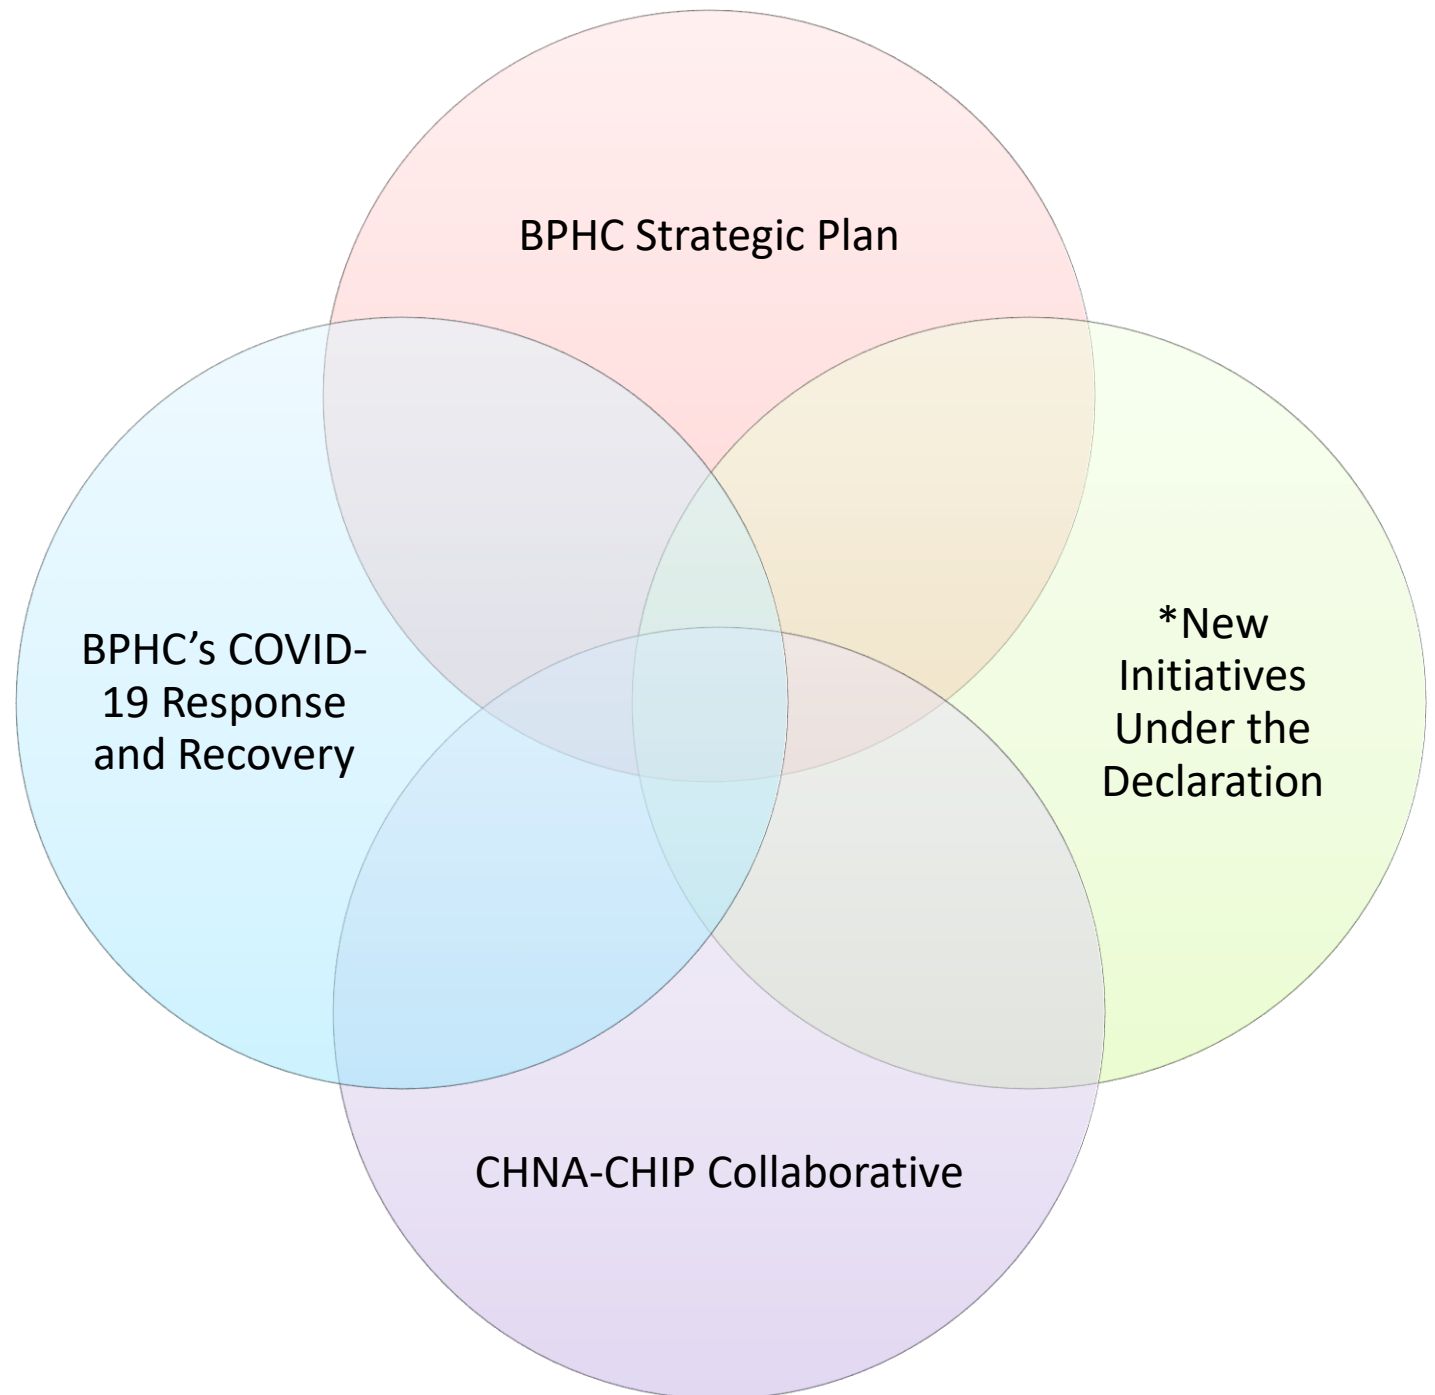 BPHC Strategic Plan
BPHC’s COVID-
19 Response
and Recovery
*New
Initiatives
Under the
Declaration
CHNA-CHIP Collaborative